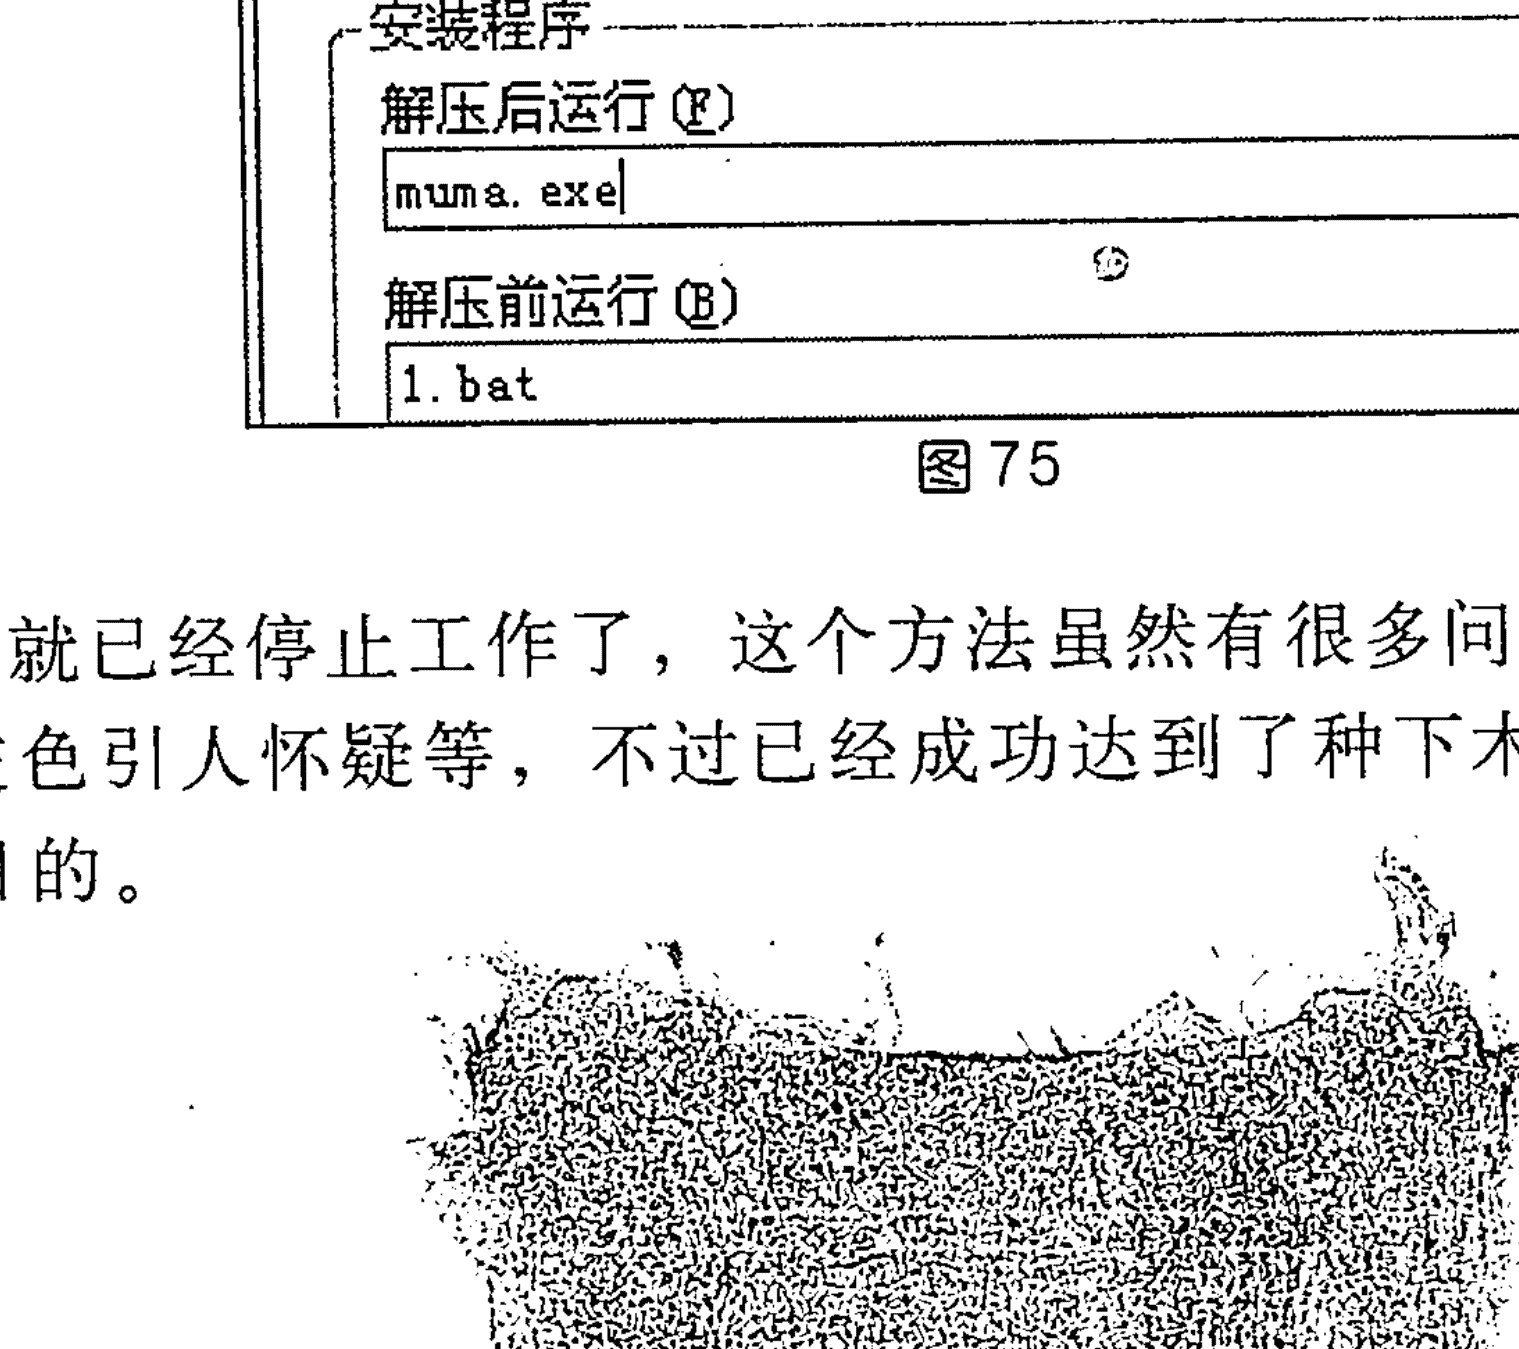 安装程序
解压后运行(F)
muma.exe
解压前运行(B)
1.bat
图75
就已经停止工作了，这个方法虽然有很多问
色引人怀疑等，不过已经成功达到了种下木
的。